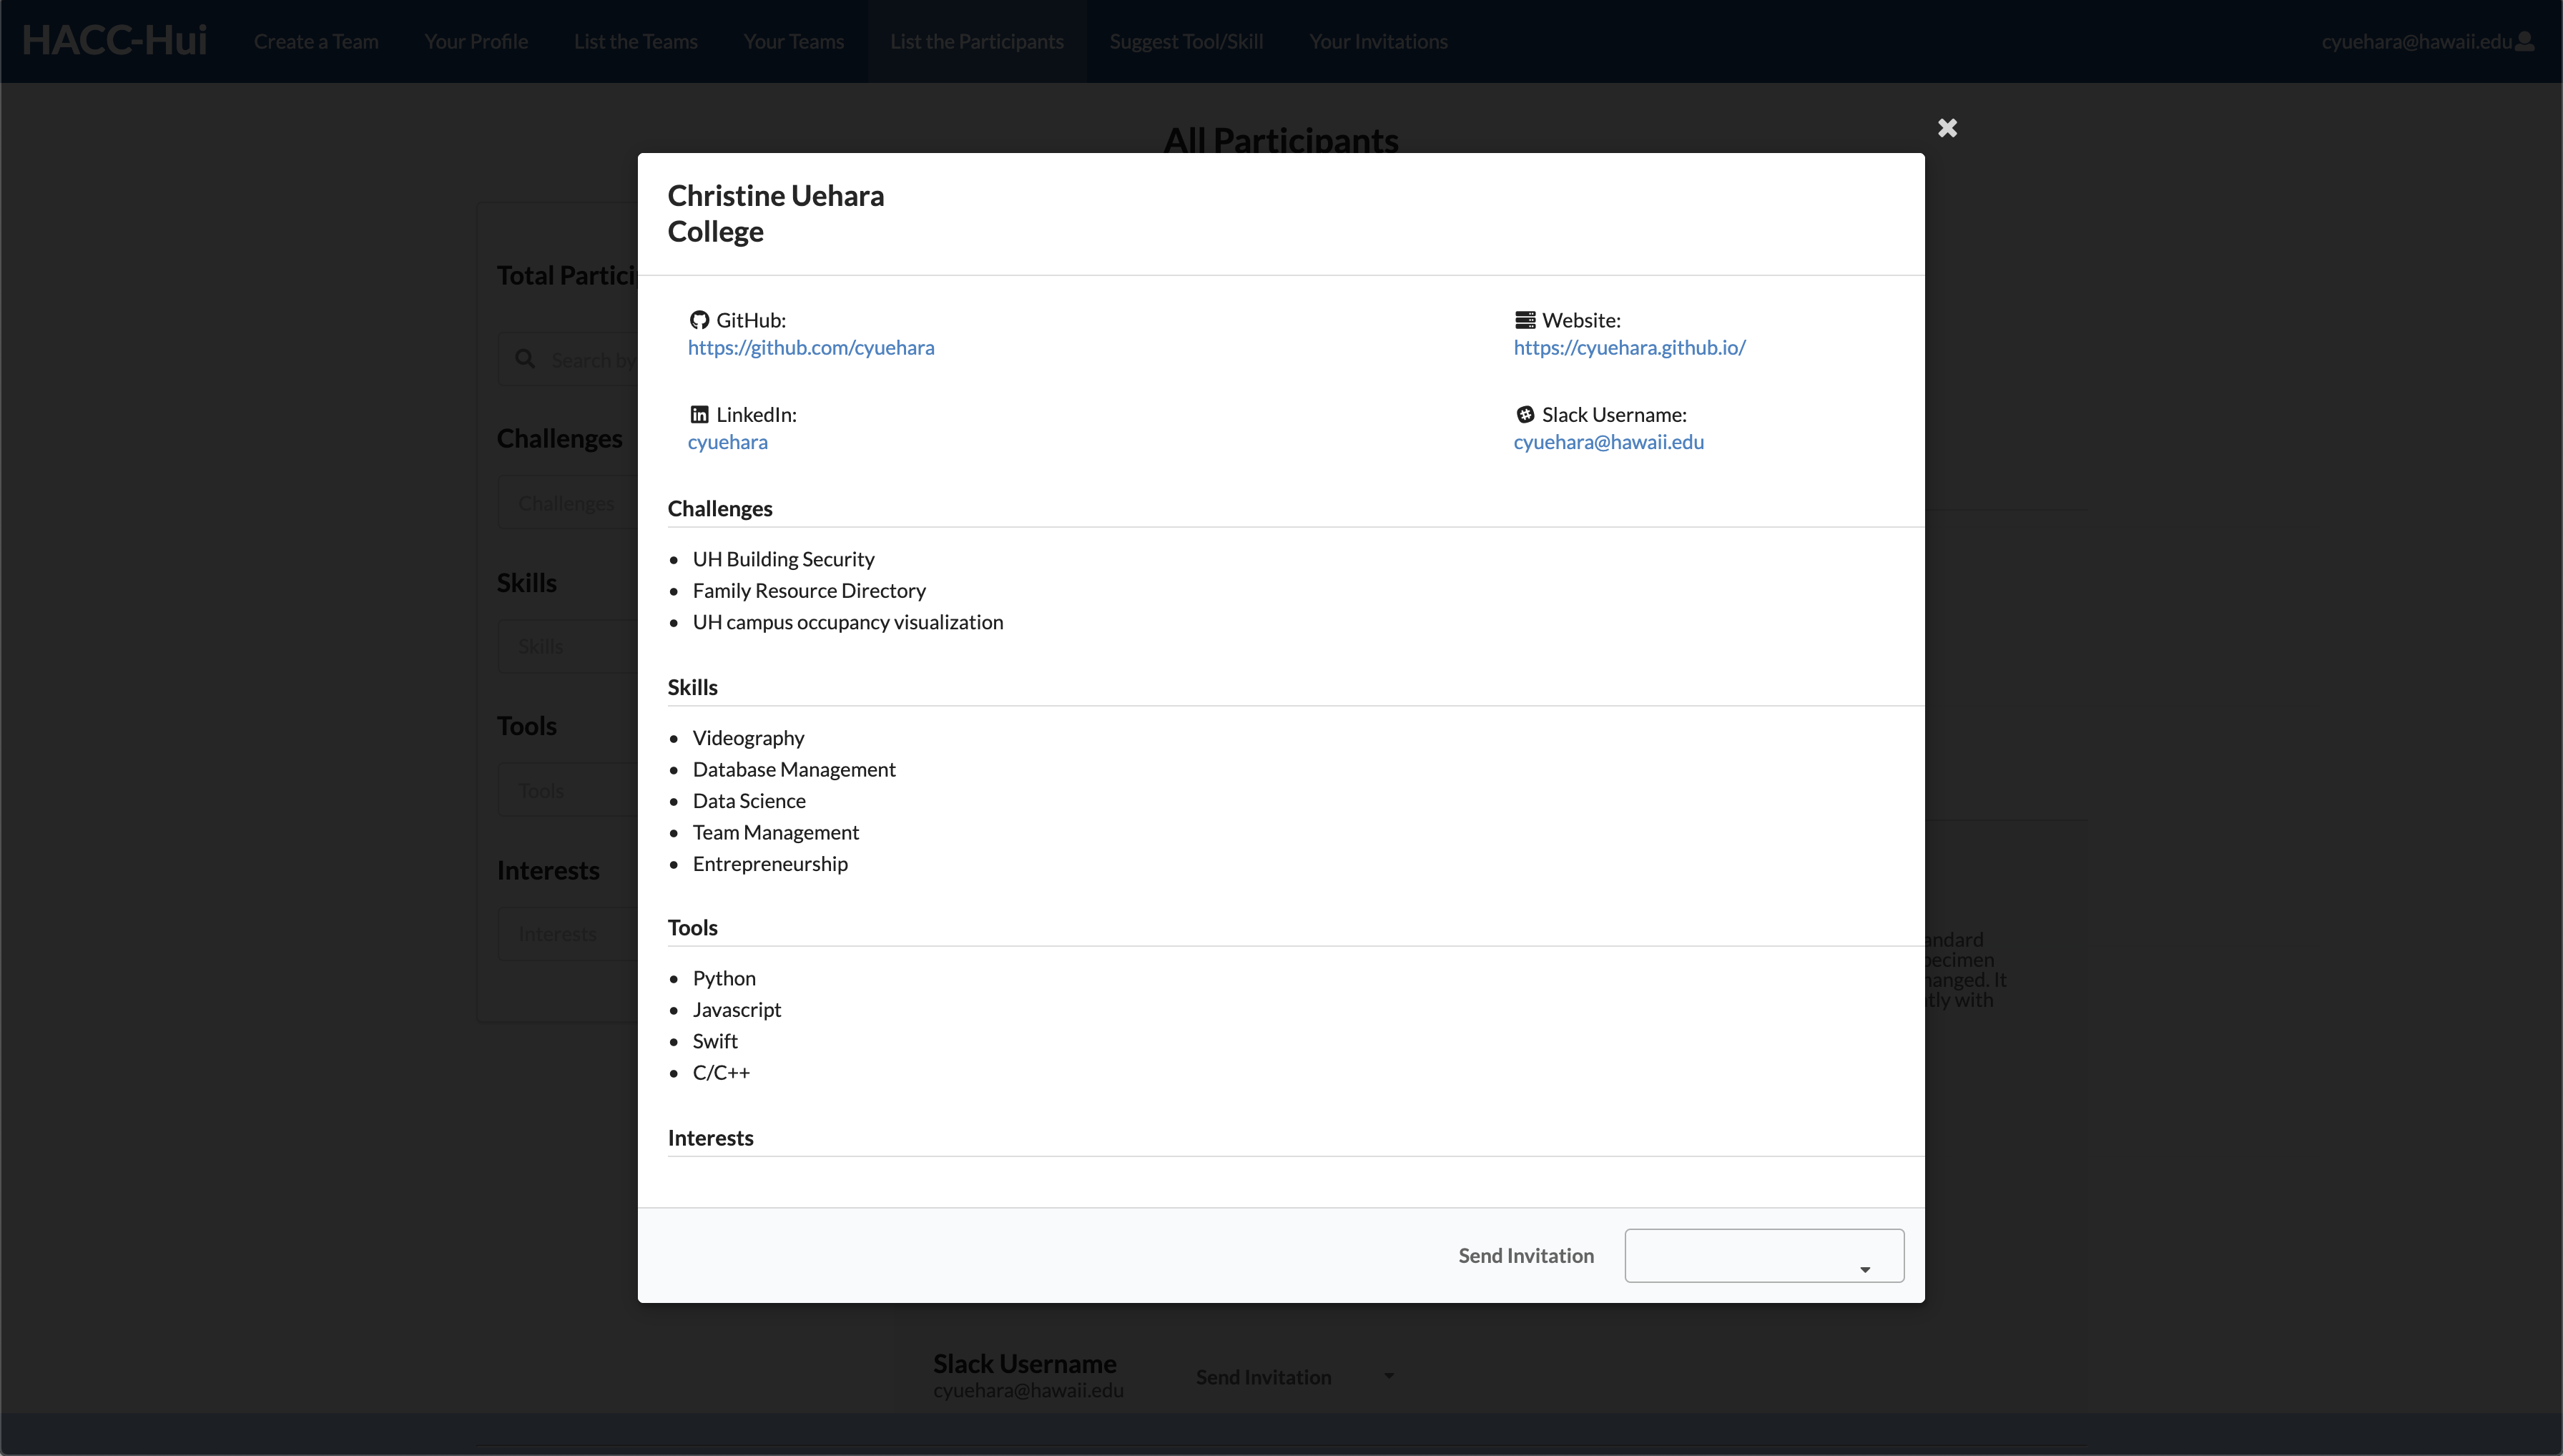 HACC-Hui
Create a Team
Your Profile
List the Teams
Your Teams
List the Participants
Suggest Tool/Skill
Your Invitations
cyuehara@hawaii.edu
All Participants
Total Partici
Search by
Challenges
Challenges
Skills
Skills
Tools
Tools
Interests
Interests
Christine Uehara
College
GitHub:
https://github.com/cyuehara
Website:
https://cyuehara.github.io/
LinkedIn:
cyuehara
Slack Username:
cyuehara@hawaii.edu
Challenges
UH Building Security
Family Resource Directory
UH campus occupancy visualization
Skills
Videography
Database Management
Data Science
Team Management
Entrepreneurship
Tools
Python
Javascript
Swift
C/C++
Interests
Send Invitation
andard
pecimen
hanged. It
tly with
Slack Username
cyuehara@hawaii.edu
Send Invitation